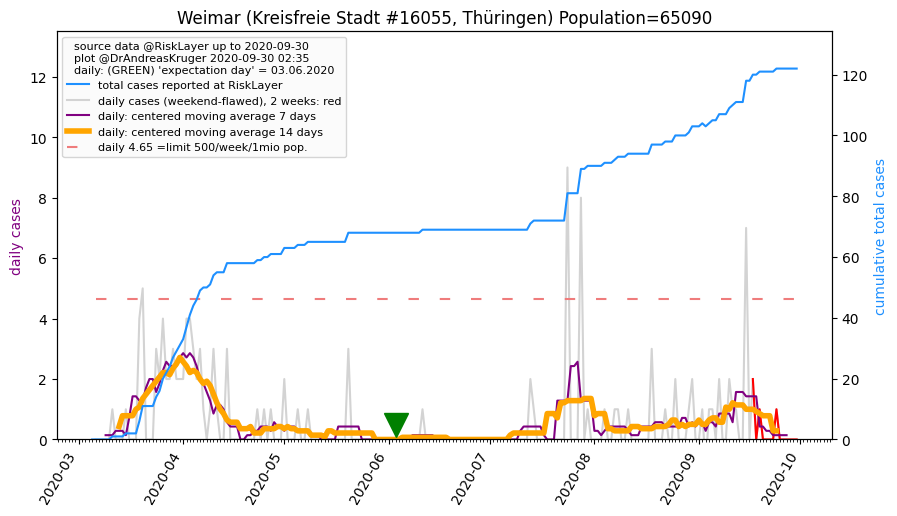 Weimar (Kreisfreie Stadt #16055, Thüringen) Population=65090
source data @RiskLayer up to 2020-09-30
plot @DrAndreasKruger 2020-09-30 02:35
daily: (GREEN) 'expectation day' = 03.06.2020
total cases reported at RiskLayer
daily cases (weekend-flawed), 2 weeks: red
daily: centered moving average 7 days
daily: centered moving average 14 days
daily 4.65 =limit 500/week/1mio pop.
daily cases
12
10
8
6
4
2
0
120
100
80
60
40
20
0
cumulative total cases
2020-03
2020-04
2020-05
2020-06
2020-07
2020-08
2020-09
2020-10